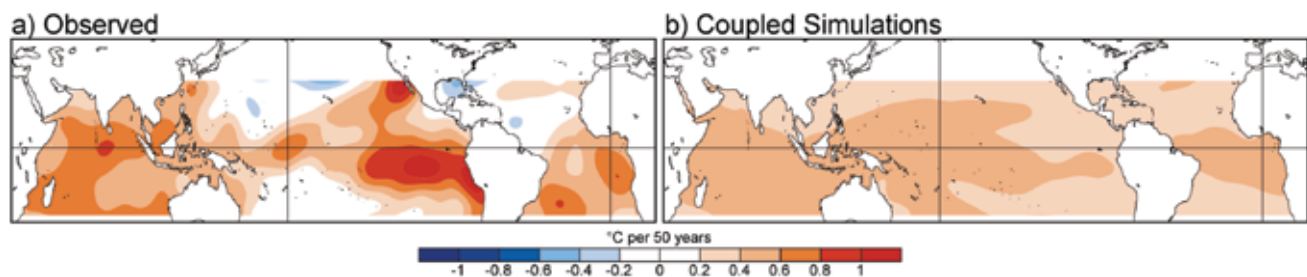 a) Observed
b) Coupled Simulations
°C per 50 years
-1 -0.8 -0.6 -0.4 -0.2 0 0.2 0.4 0.6 0.8 1